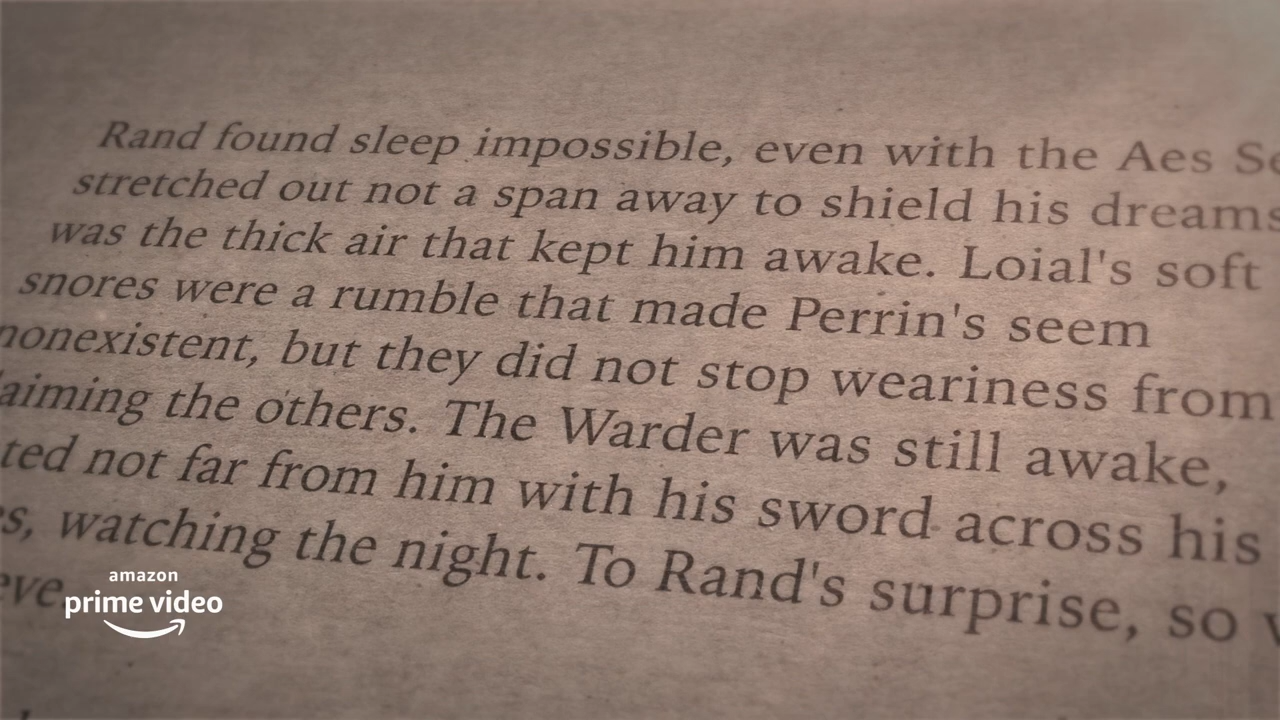 Rand found sleep impossible, even with the Aes
stretched out not a span away to shield his dreams
was the thick air that kept him awake. Loial's soft
snores were a rumble that made Perrin's seem
nonexistent, but they did not stop weariness from
the others. The Warder was still awake,
not far from him with his sword across his
watching the night. To Rand's surprise, so
amazon
prime video